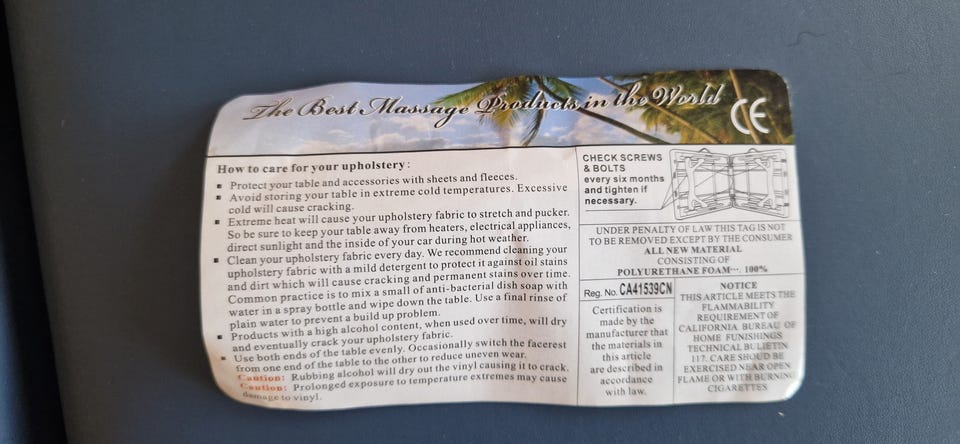 The Best Massage Products in the World
CE
How to care for your upholstery:
▪ Protect your table and accessories with sheets and fleeces.
▪ Avoid storing your table in extreme cold temperatures. Excessive
cold will cause cracking.
▪ Extreme heat will cause your upholstery fabric to stretch and pucker.
So be sure to keep your table away from heaters, electrical appliances,
direct sunlight and the inside of your car during hot weather.
▪ Clean your upholstery fabric every day. We recommend cleaning your
upholstery fabric with a mild detergent to protect it against oil stains
and dirt which will cause cracking and permanent stains over time.
Common practice is to mix a small of anti-bacterial dish soap with
water in a spray bottle and wipe down the table. Use a final rinse of
plain water to prevent a build up problem.
▪ Products with a high alcohol content, when used over time, will dry
and eventually crack your upholstery fabric.
▪ Use both ends of the table evenly. Occasionally switch the facerest
from one end of the table to the other to reduce uneven wear.
Caution: Rubbing alcohol will dry out the vinyl causing it to crack.
Caution: Prolonged exposure to temperature extremes may cause
damage to vinyl.
CHECK SCREWS
& BOLTS
every six months
and tighten if
necessary.
UNDER PENALTY OF LAW THIS TAG IS NOT
TO BE REMOVED EXCEPT BY THE CONSUMER
ALL NEW MATERIAL
CONSISTING OF
POLYURETHANE FOAM··· 100%
Reg. No. CA41539CN
Certification is
made by the
manufacturer that
the materials in
this article
are described in
accordance
with law.
NOTICE
THIS ARTICLE MEETS THE
FLAMMABILITY
REQUIREMENT OF
CALIFORNIA BUREAU OF
HOME FUNISHINGS
TECHNICAL BULIETIN
117. CARE SHOUD BE
EXERCISED NEAR OPEN
FLAME OR WITH BURNING
CIGARETTES